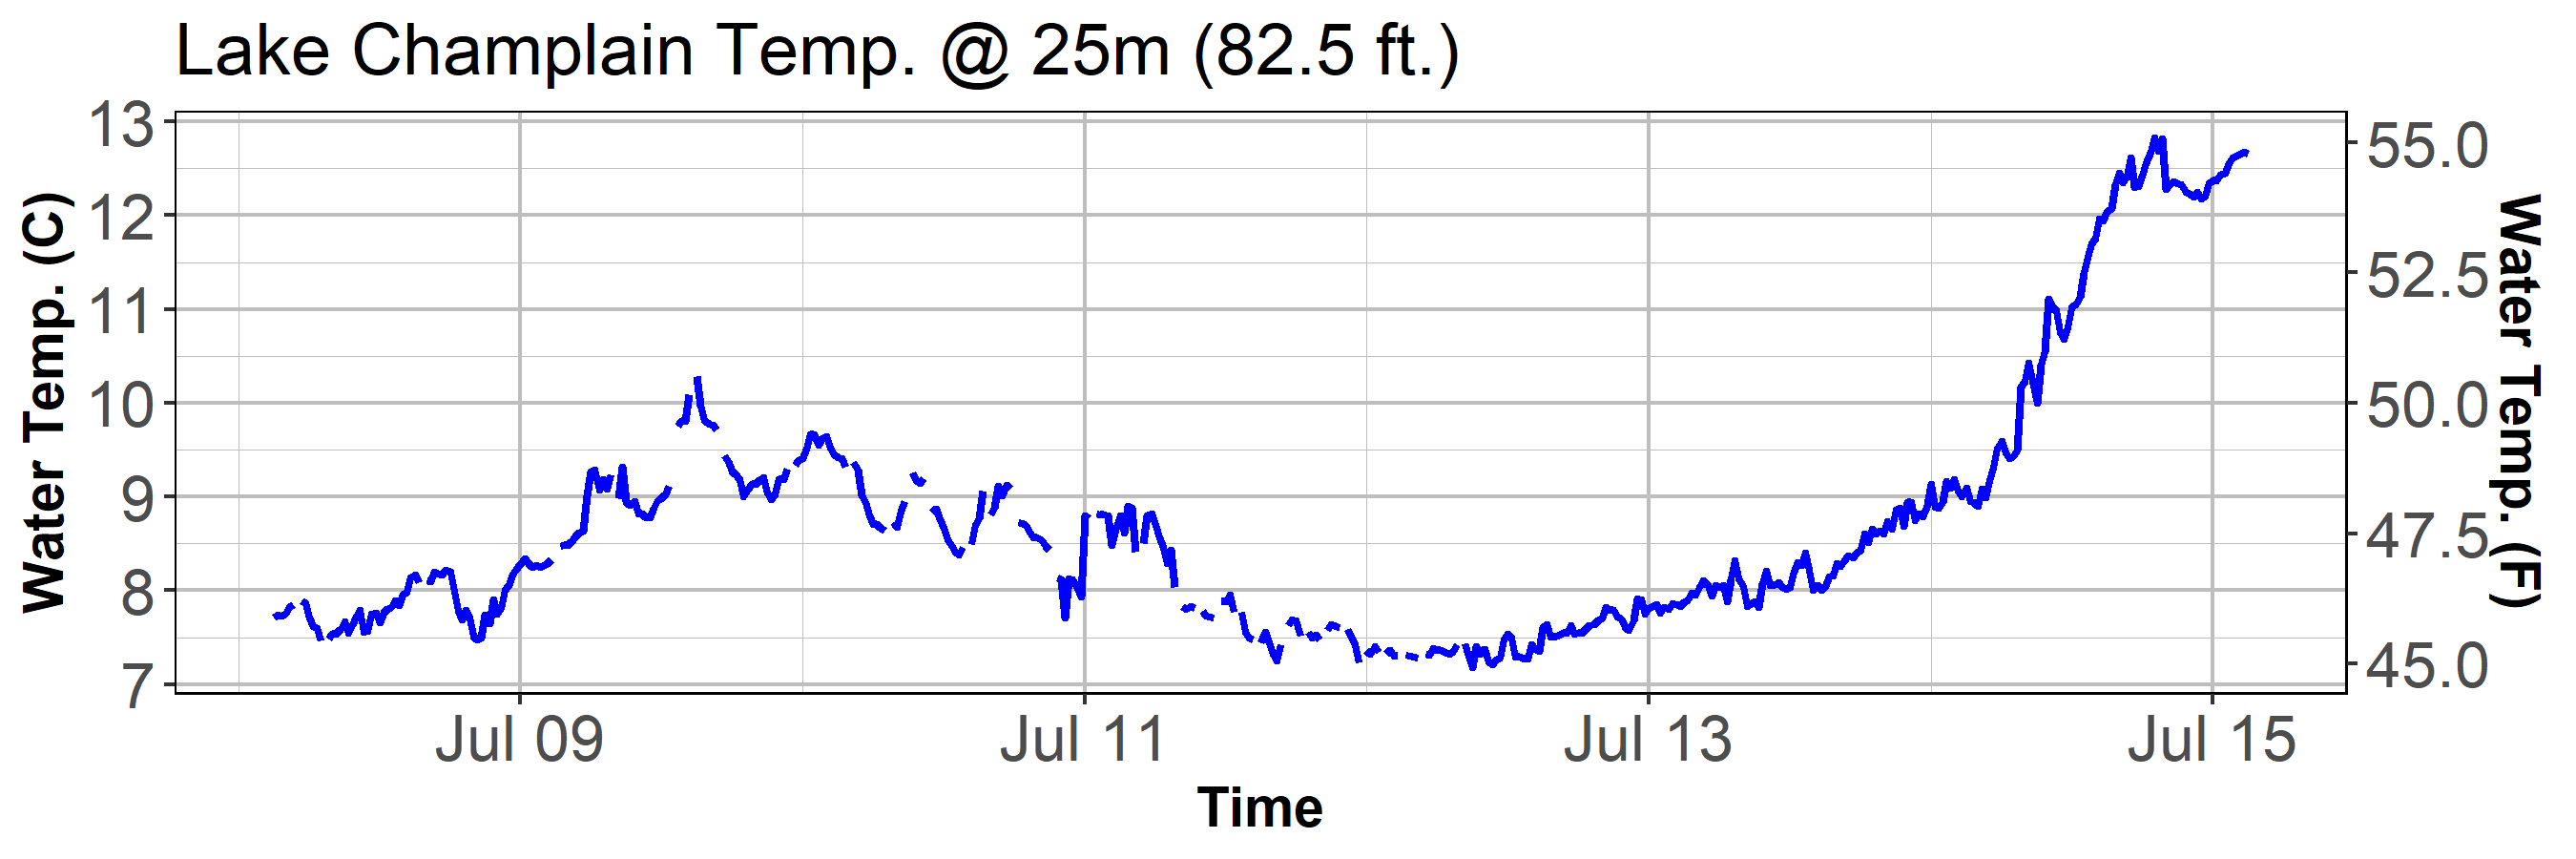 Lake Champlain Temp. @ 25m (82.5 ft.)
Water Temp. (C)
13
12
11
10
9
8
7
55.0
52.5
50.0
47.5
45.0
Water Temp. (F)
Jul 09
Jul 11
Jul 13
Jul 15
Time